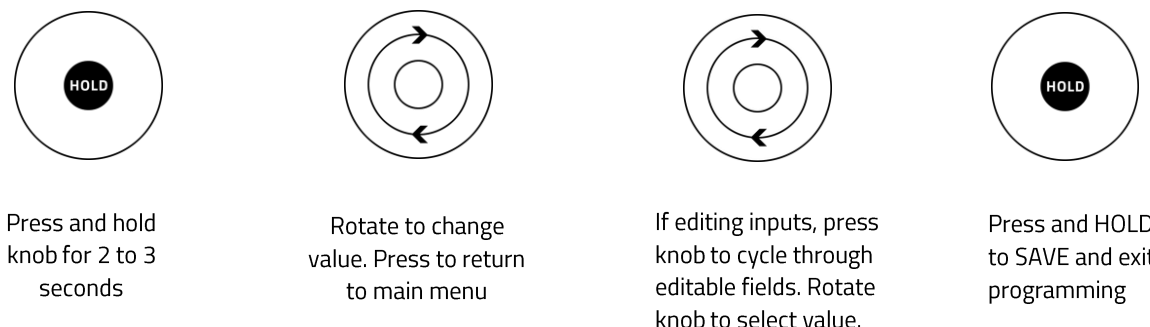 HOLD
Press and hold
knob for 2 to 3
seconds
Rotate to change
value. Press to return
to main menu
If editing inputs, press
knob to cycle through
editable fields. Rotate
knob to select value.
HOLD
Press and HOLD
to SAVE and exit
programming